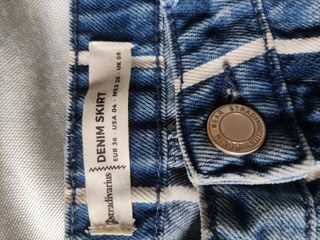 DENIM SKIRT
EUR 36 - USA 04 - MEX 26 - UK 08
stradivarius